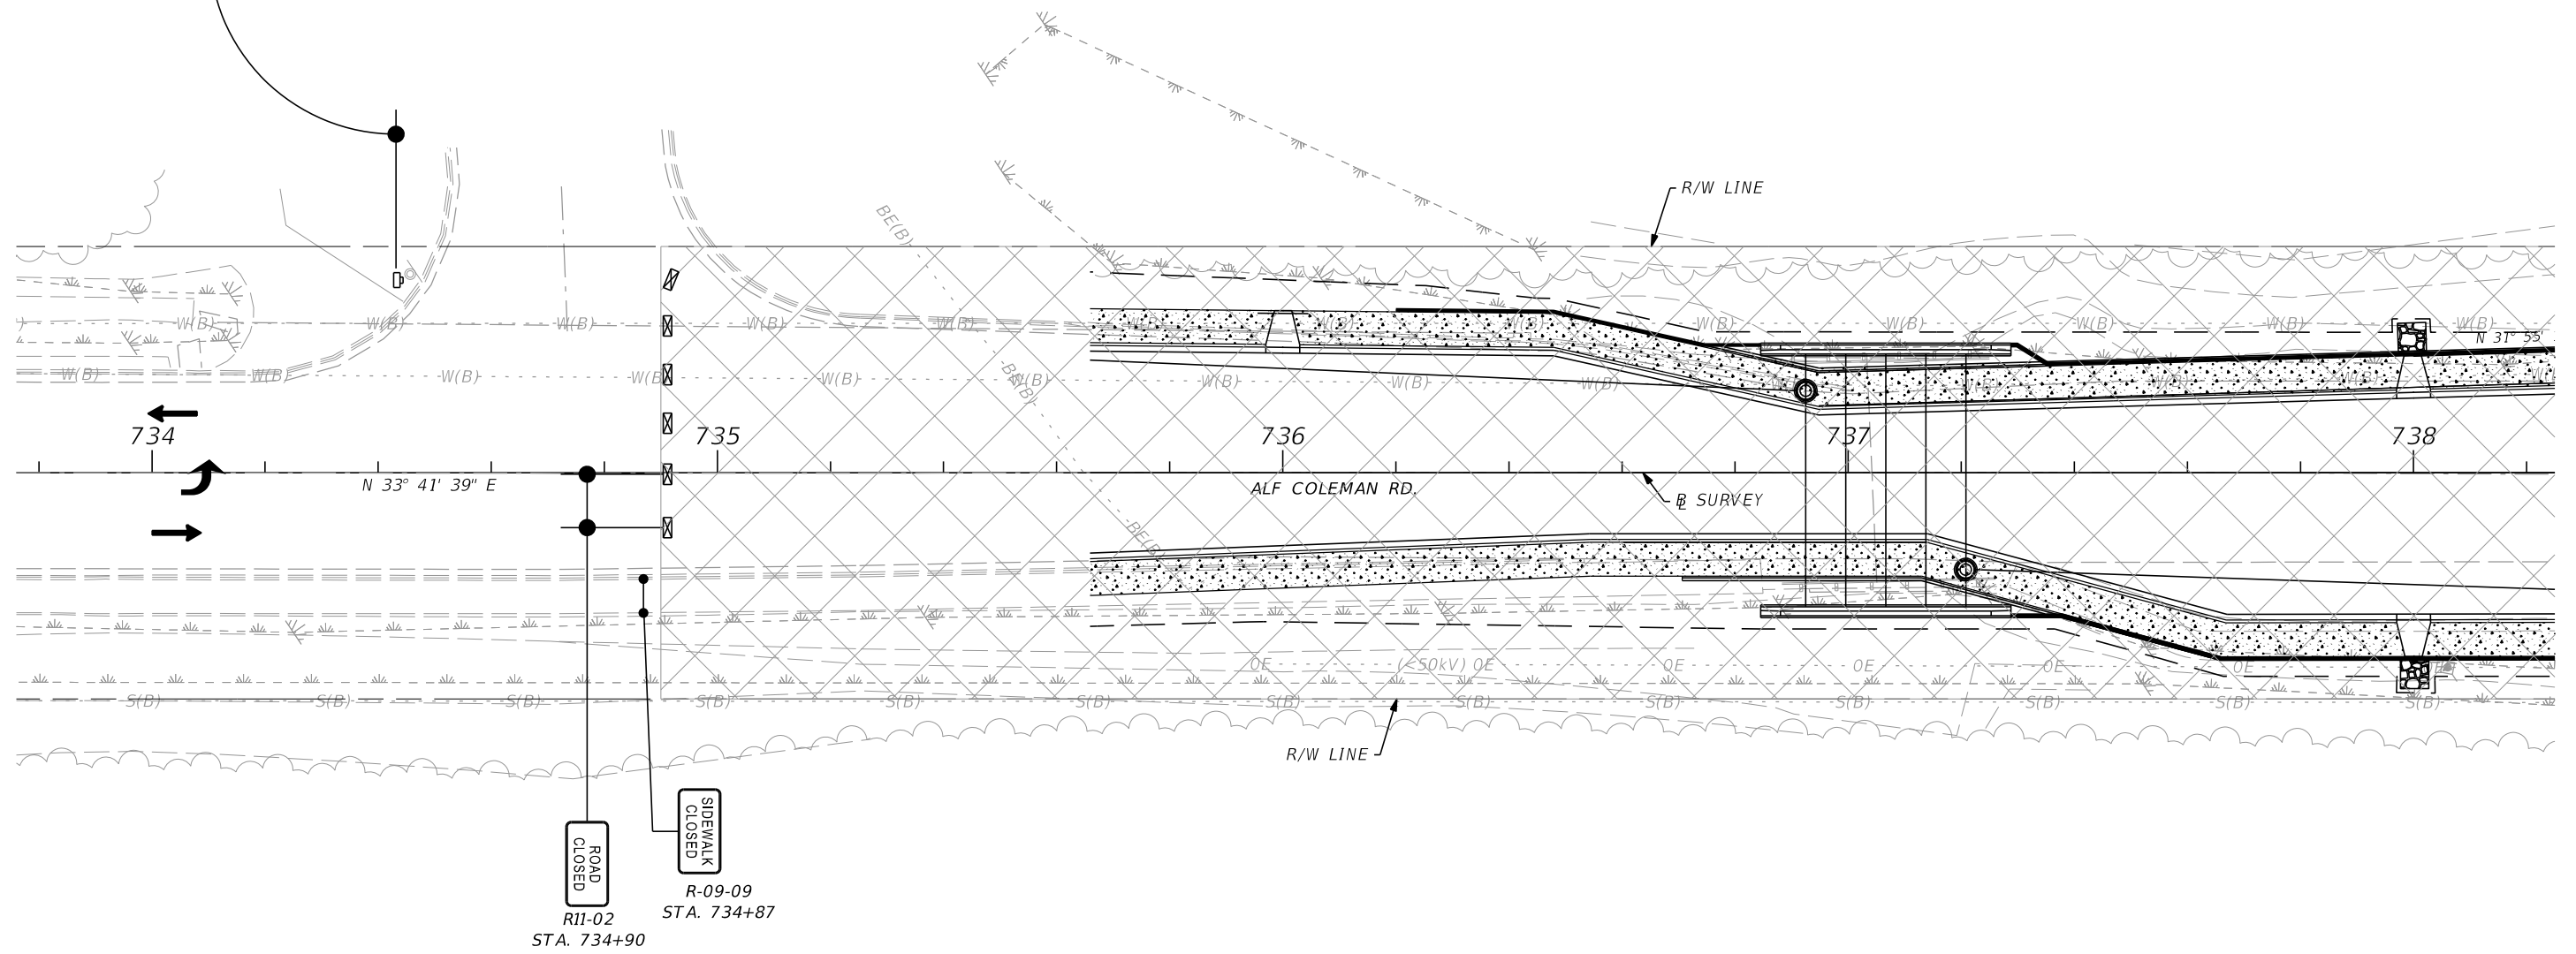 R/W LINE
BE(B)
W(B) W(B) W(B) W(B) W(B) W(B) W(B) W(B) W(B) W(B) W(B) W(B)
N 31° 55'
W(B) W(B) W(B) W(B) W(B) W(B) W(B) W(B) W(B)
BE(B)
734 735 736 737 738
N 33° 41' 39" E
ALF COLEMAN RD.
BL SURVEY
BE(B)
OE (<50kV) OE OE OE OE OE
S(B) S(B) S(B) S(B) S(B) S(B) S(B) S(B) S(B) S(B) S(B) S(B) S(B)
R/W LINE
SIDEWALK
CLOSED
ROAD
CLOSED
R-09-09
STA. 734+87
R11-02
STA. 734+90